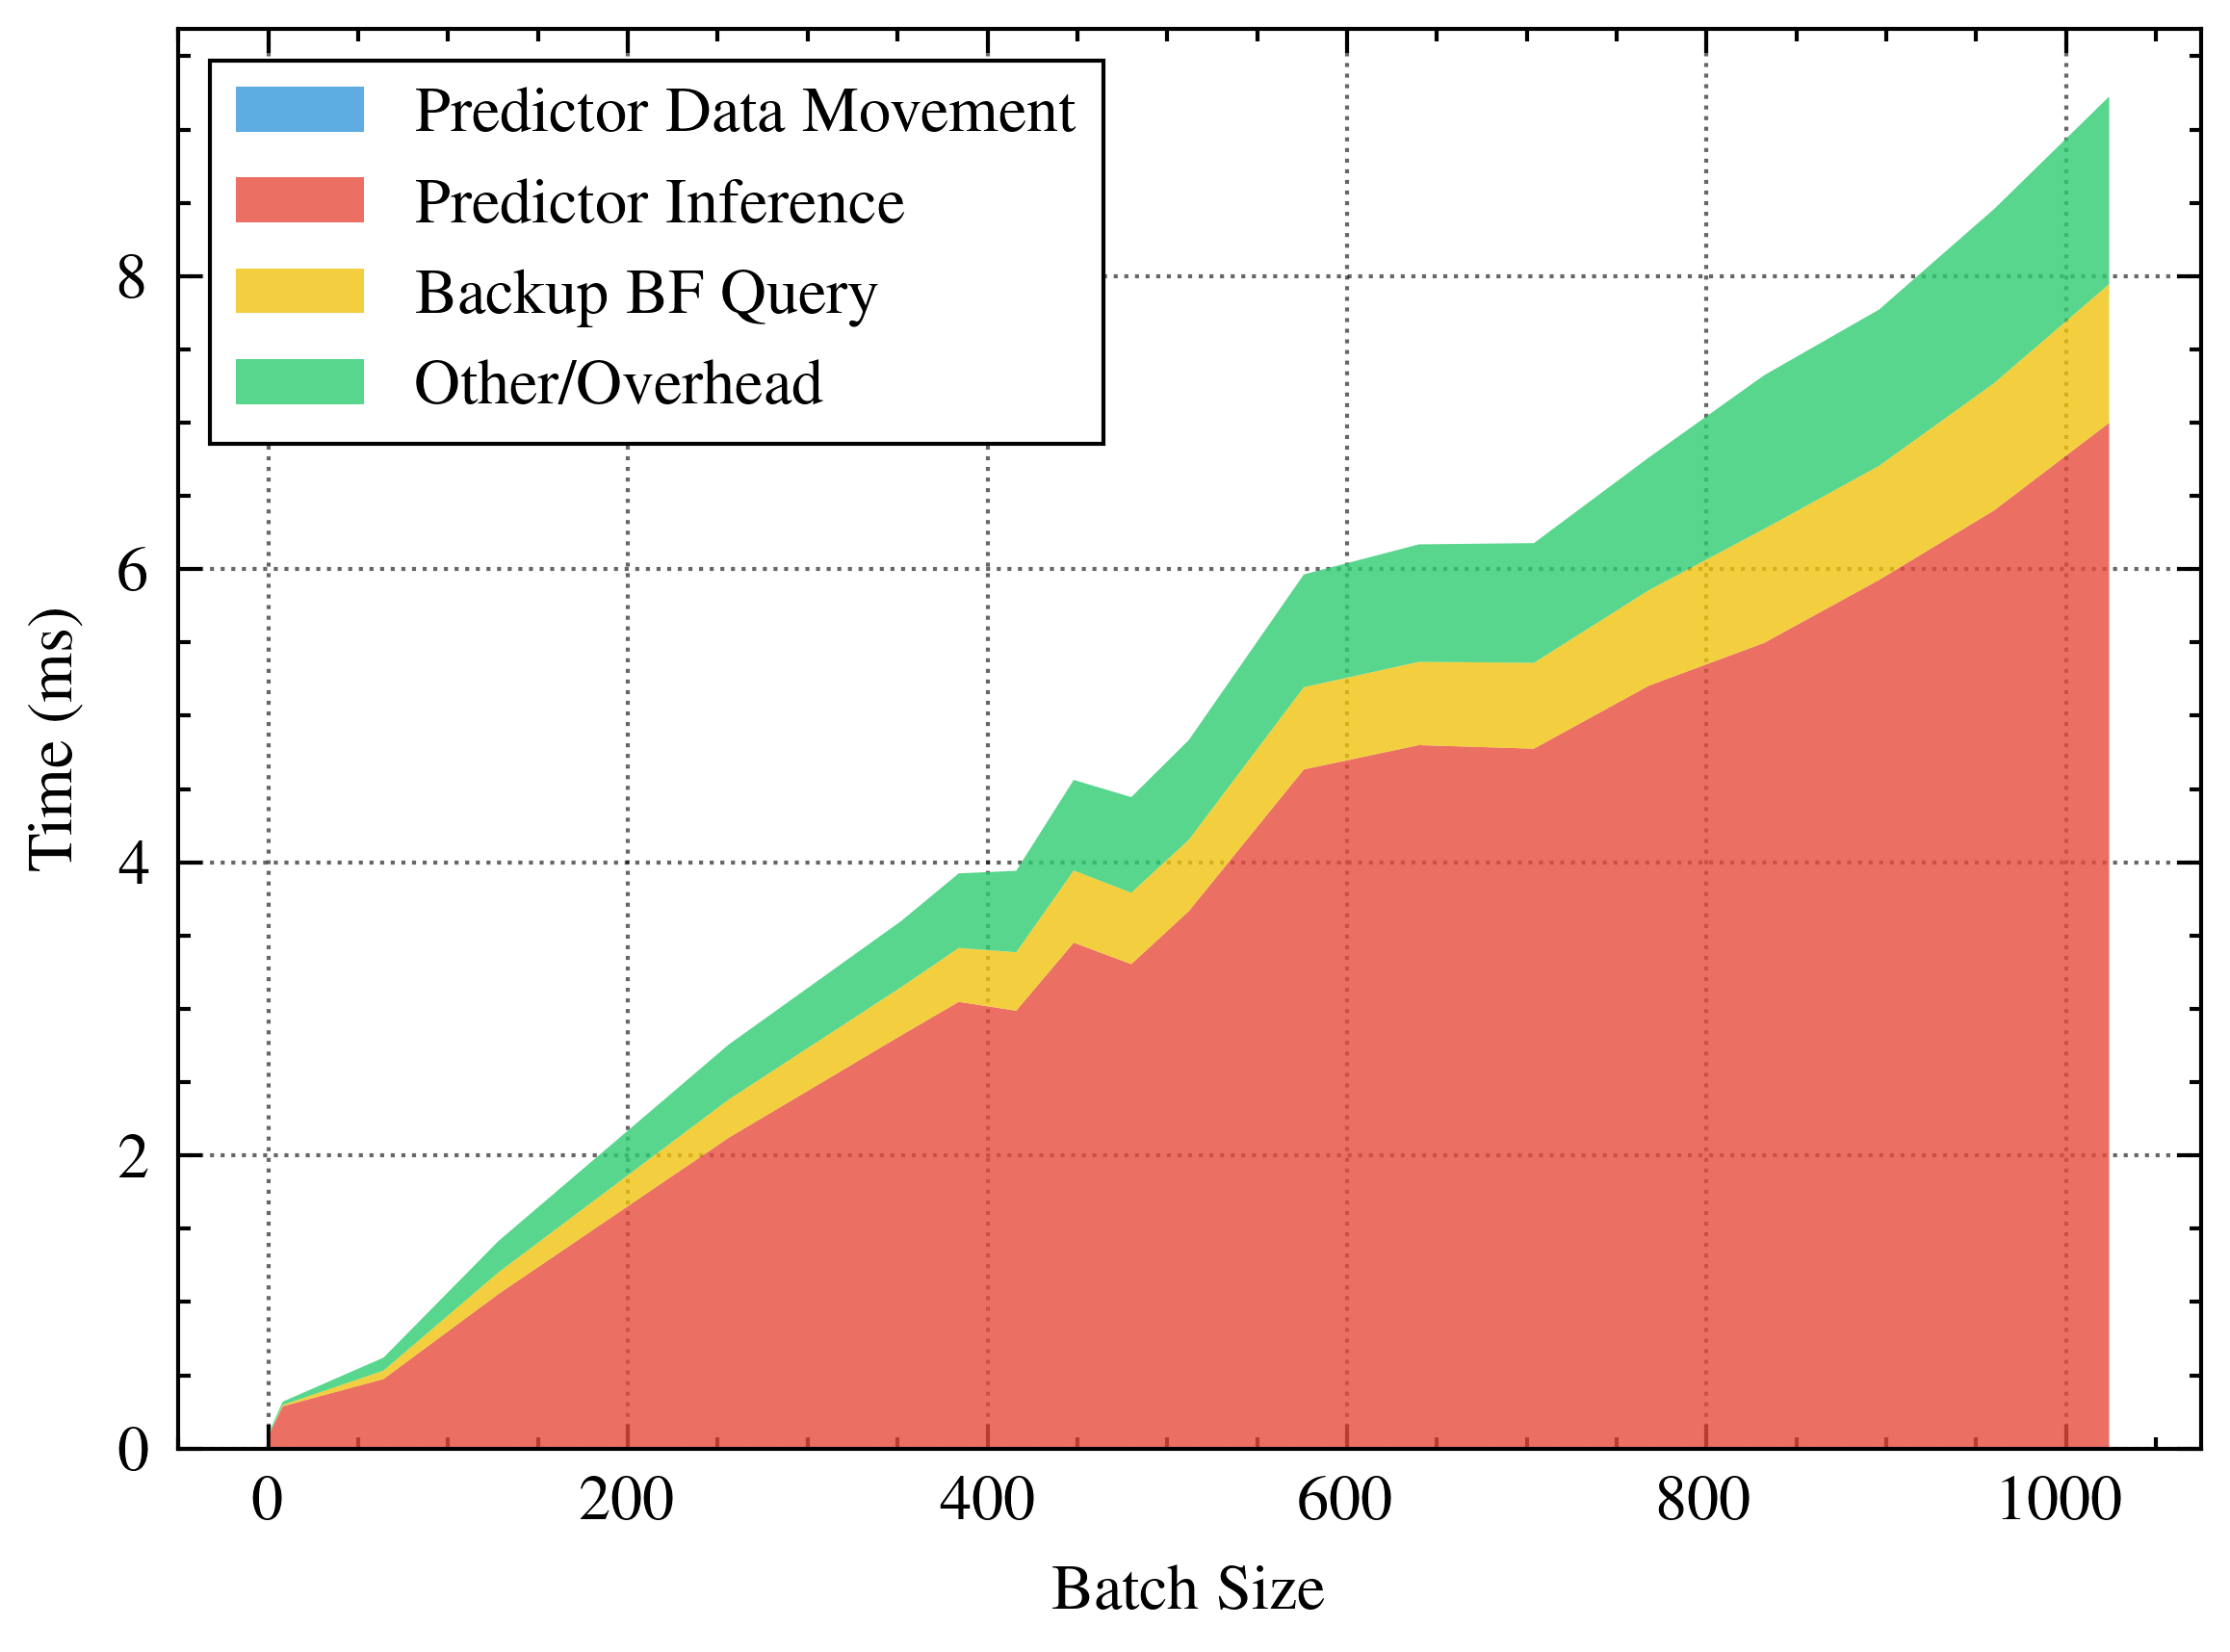 Predictor Data Movement
Predictor Inference
Backup BF Query
Other/Overhead
8
6
4
2
0
Time (ms)
0 200 400 600 800 1000
Batch Size